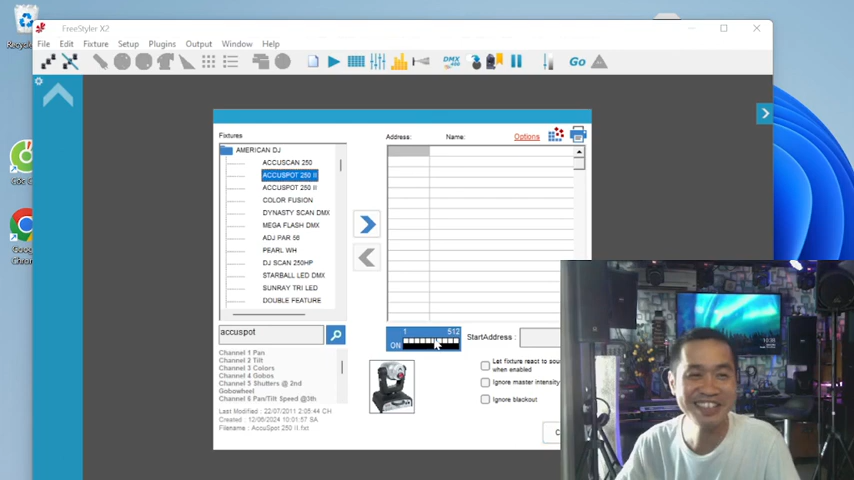 FreeStyler X2
File Edit Fixture Setup Plugins Output Window Help
DMX
Go
Fixtures
Address: Name: Options
AMERICAN DJ
ACCUSCAN 250
ACCUSPOT 250 II
ACCUSPOT 250 II
COLOR FUSION
DYNASTY SCAN DMX
MEGA FLASH DMX
ADJ PAR 56
PEARL WH
DJ SCAN 250HP
STARBALL LED DMX
SUNRAY TRI LED
DOUBLE FEATURE
accuspot
1 512
ON
StartAddress :
Channel 1 Pan
Channel 2 Tilt
Channel 3 Colors
Channel 4 Gobos
Channel 5 Shutters @ 2nd
Gobowheel
Channel 6 Pan/Tilt Speed @3th
Let fixture react to
when enabled
Ignore master intensity
Ignore blackout
Last Modified : 22/07/2011 2:05:44 CH
Created : 12/06/2024 10:01:57 SA
Filename : AccuSpot 250 II.txt